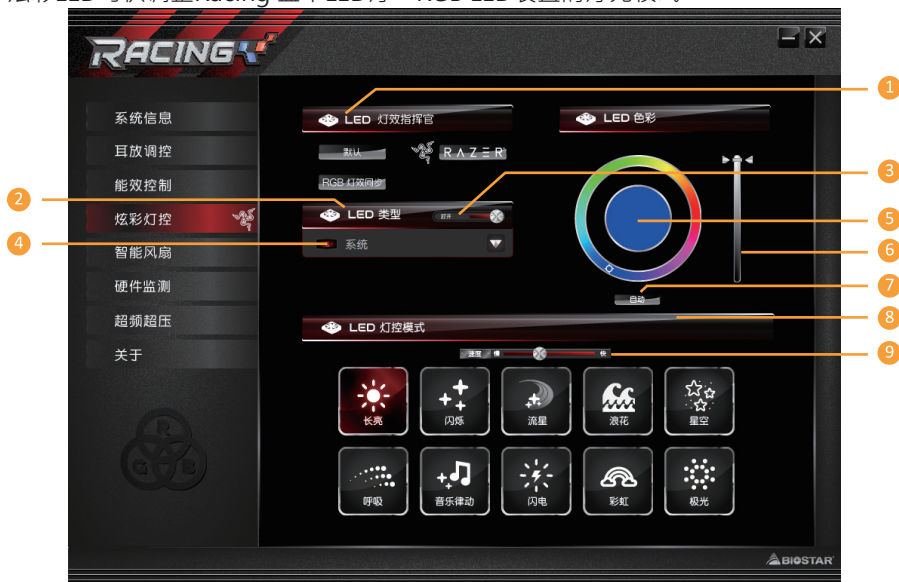 RACING
系统信息
耳放调控
能效控制
炫彩灯控
智能风扇
硬件监测
超频超压
关于
LED 灯效指挥官
默认
RAZER
RGB 灯效同步
LED 类型
打开
系统
LED 色彩
自动
LED 灯控模式
速度 慢 快
长亮 闪烁 流星 浪花 星空
呼吸 音乐律动 闪电 彩虹 极光
R
G B
BIOSTAR
1
2
3
4
5
6
7
8
9